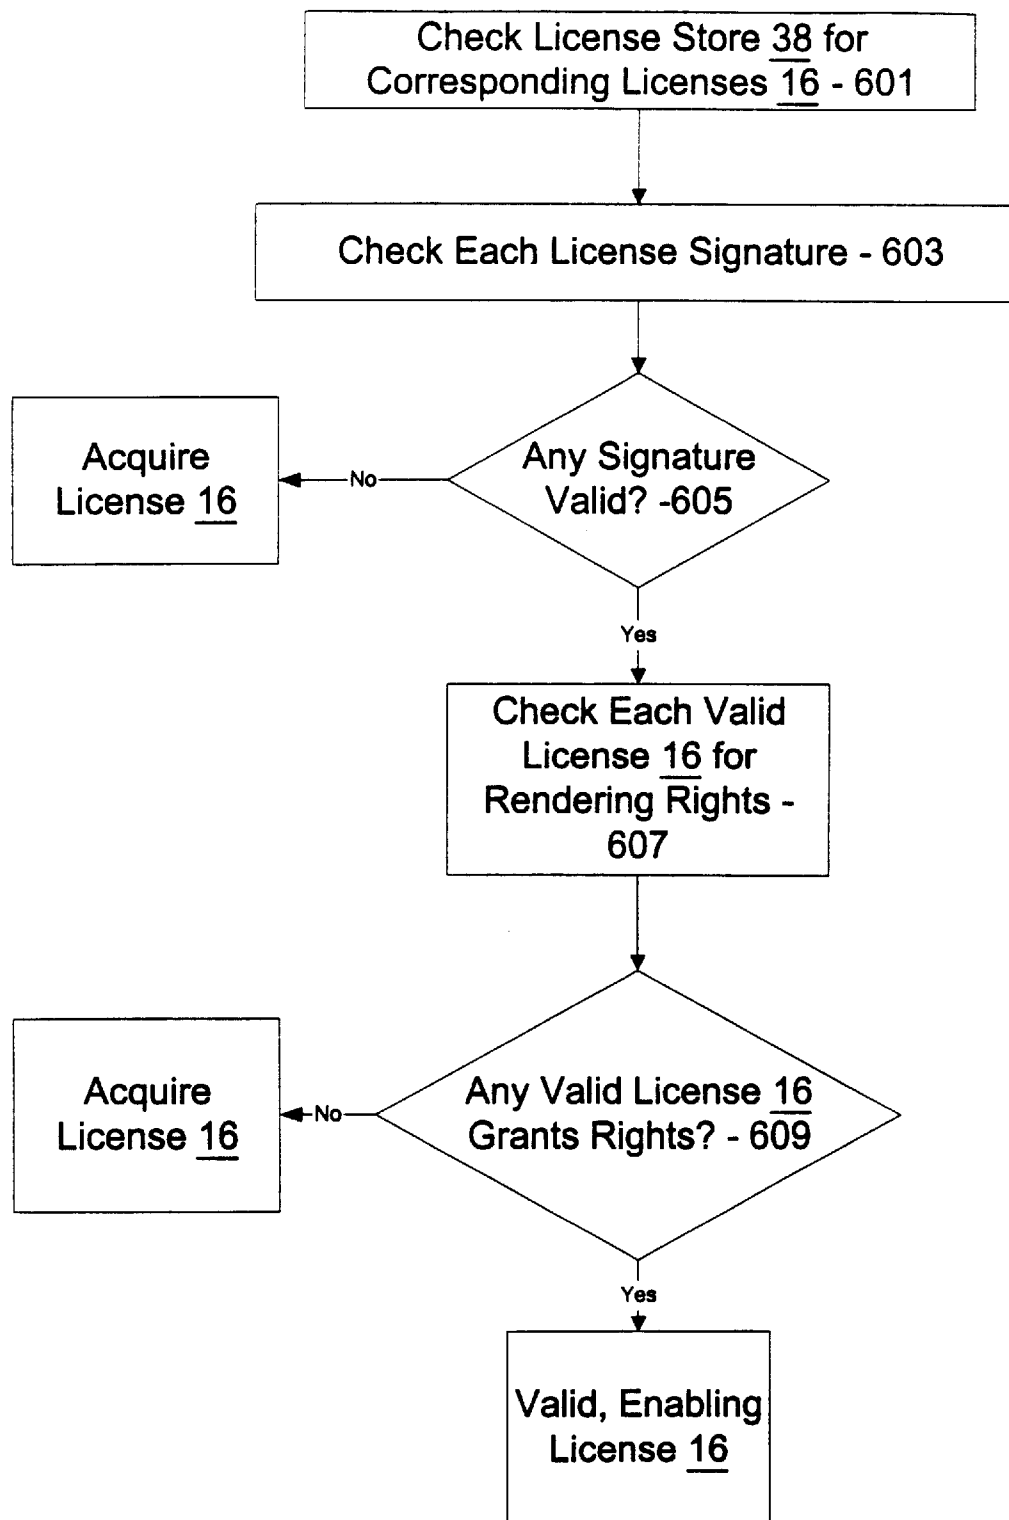 Check License Store 38 for
Corresponding Licenses 16 - 601
Check Each License Signature - 603
Acquire
License 16
No
Any Signature
Valid? -605
Yes
Check Each Valid
License 16 for
Rendering Rights -
607
Acquire
License 16
No
Any Valid License 16
Grants Rights? - 609
Yes
Valid, Enabling
License 16